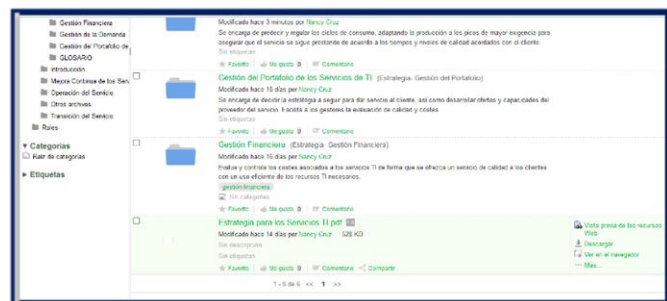 Gestión Financiera
Gestión de la Demanda
Gestión del Portafolio de
GLOSARIO
Introducción
Mejora Continua de los Serv
Operación del Servicio
Otros archivos
Transición del Servicio
Roles
Categorías
Raíz de categorías
Etiquetas
Modificado hace 3 minutos por Nancy Cruz
Se encarga de predecir y regular los ciclos de consumo, adaptando la producción a los picos de mayor exigencia para
asegurar que el servicio se sigue prestando de acuerdo a los tiempos y niveles de calidad acordados con el cliente.
Sin etiquetas
Favorito Me gusta 0 Comentario
Gestión del Portafolio de los Servicios de TI (Estrategia- Gestión del Portafolio)
Modificado hace 16 días por Nancy Cruz
Se encarga de decidir la estrategia a seguir para dar servicio al cliente, así como desarrollar ofertas y capacidades del
proveedor del servicio. Facilita a los gestores la evaluación de calidad y costes.
Sin etiquetas
Favorito Me gusta 0 Comentario
Gestión Financiera (Estrategia- Gestión Financiera)
Modificado hace 16 días por Nancy Cruz
Evalúa y controla los costes asociados a los servicios TI de forma que se ofrezca un servicio de calidad a los clientes
con un uso eficiente de los recursos TI necesarios.
gestión financiera
Sin categorías
Favorito Me gusta 0 Comentario
Estrategia para los Servicios TI.pdf
Modificado hace 14 días por Nancy Cruz 528 KB
Sin descripción
Sin etiquetas
Favorito Me gusta 0 Comentario Compartir
Vista previa de los recursos
Web
Descargar
Ver en el navegador
Más...
1 - 5 de 5 << 1 >>